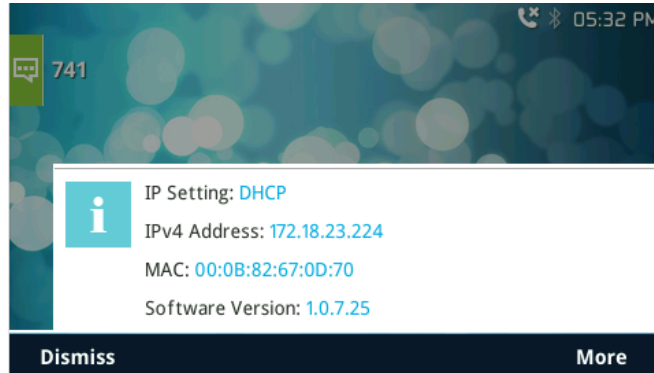 05:32 PM
741
IP Setting: DHCP
IPv4 Address: 172.18.23.224
MAC: 00:0B:82:67:0D:70
Software Version: 1.0.7.25
Dismiss More